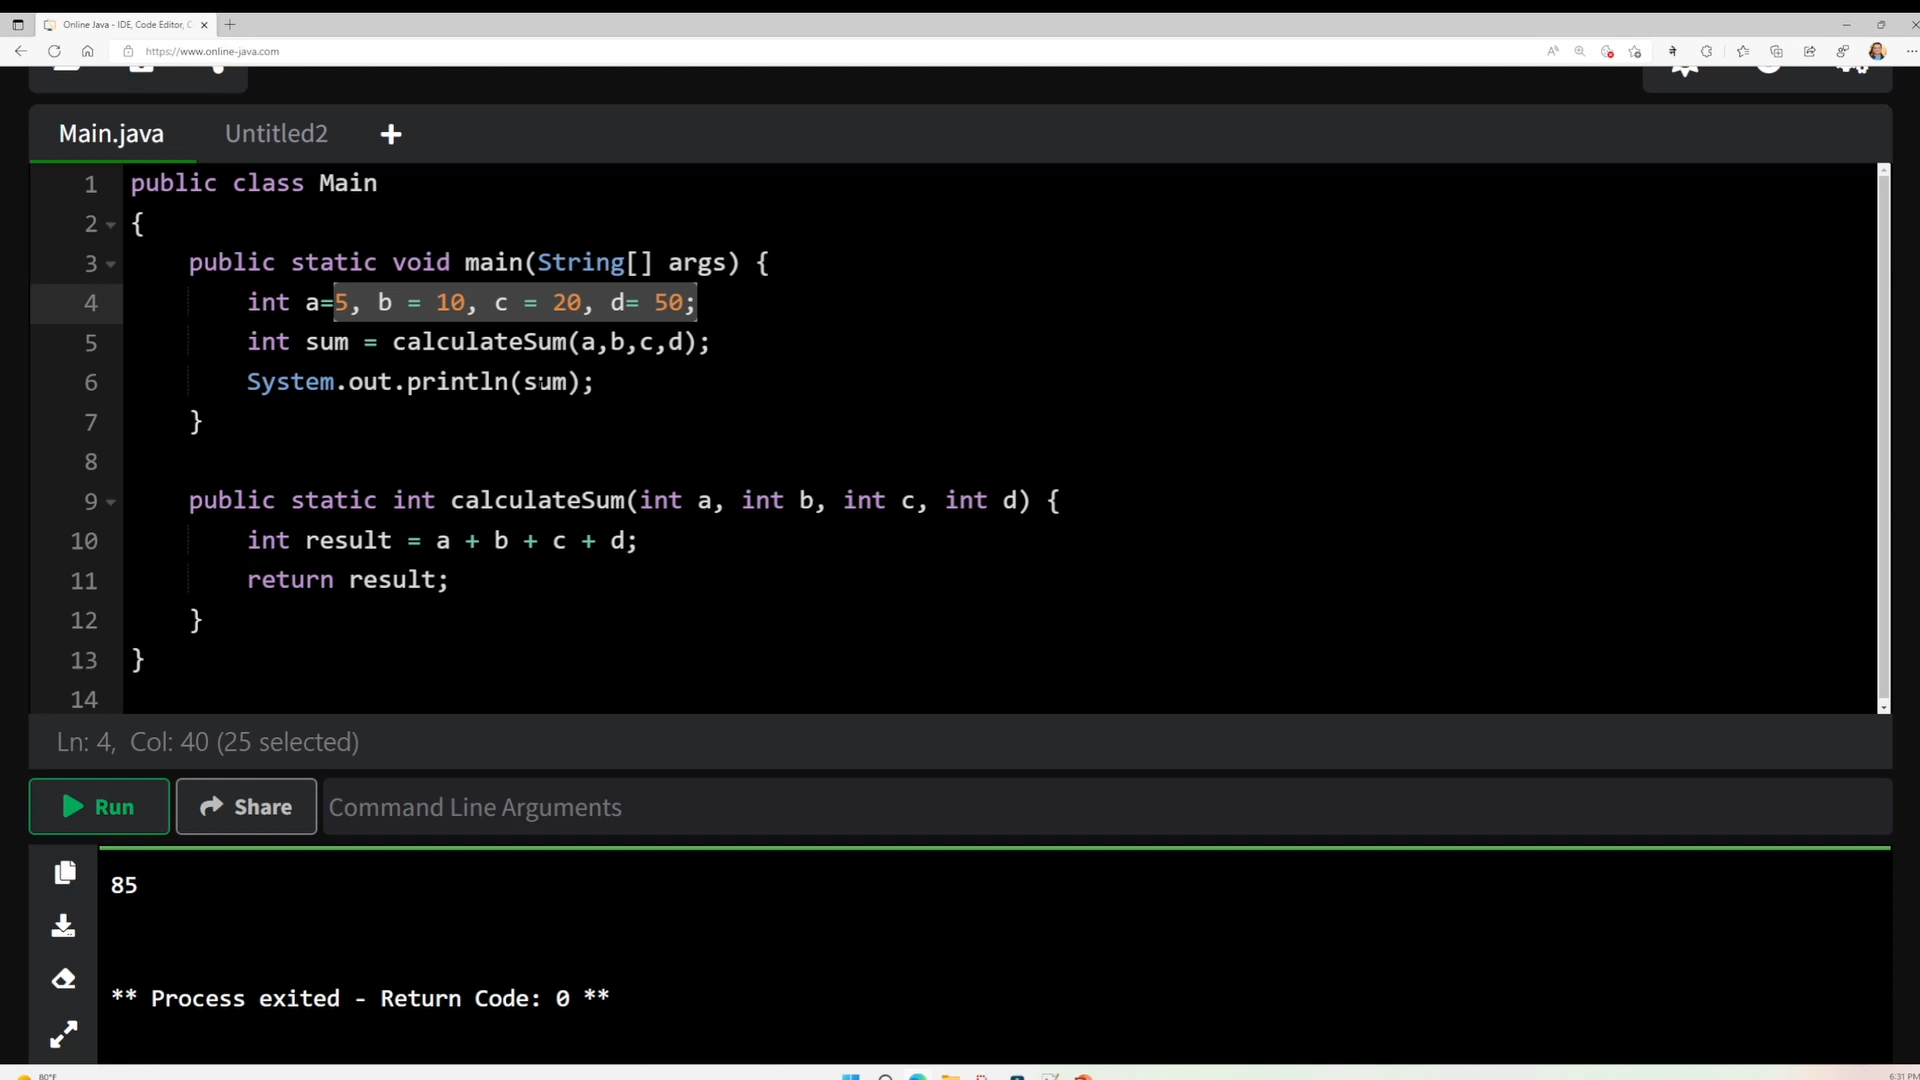 Online Java - IDE, Code Editor, C
https://www.online-java.com
Main.java Untitled2 +
1 public class Main
2 {
3 public static void main(String[] args) {
4 int a=5, b = 10, c = 20, d= 50;
5 int sum = calculateSum(a,b,c,d);
6 System.out.println(sum);
7 }
8
9 public static int calculateSum(int a, int b, int c, int d) {
10 int result = a + b + c + d;
11 return result;
12 }
13 }
14
Ln: 4, Col: 40 (25 selected)
Run Share Command Line Arguments
85
** Process exited - Return Code: 0 **
80°F
6:31 PM